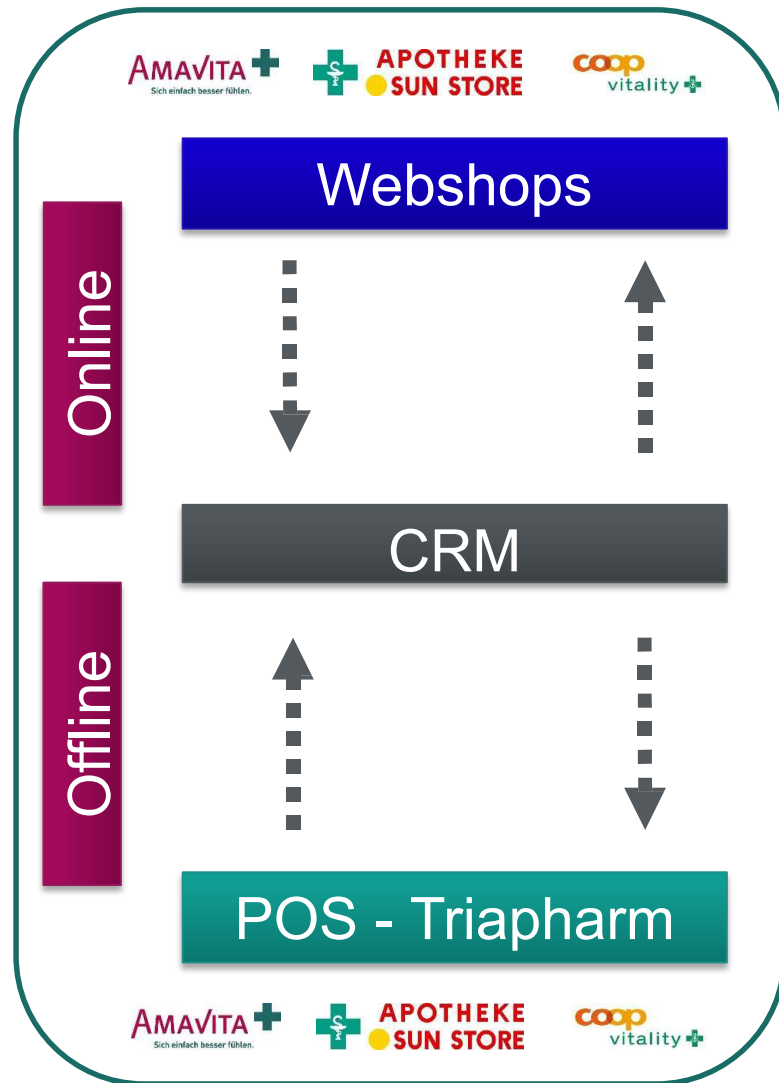 AMAVITA
Sich einfach besser fühlen.
APOTHEKE
SUN STORE
coop
vitality
Webshops
Online
CRM
Offline
POS - Triapharm
AMAVITA
Sich einfach besser fühlen.
APOTHEKE
SUN STORE
coop
vitality